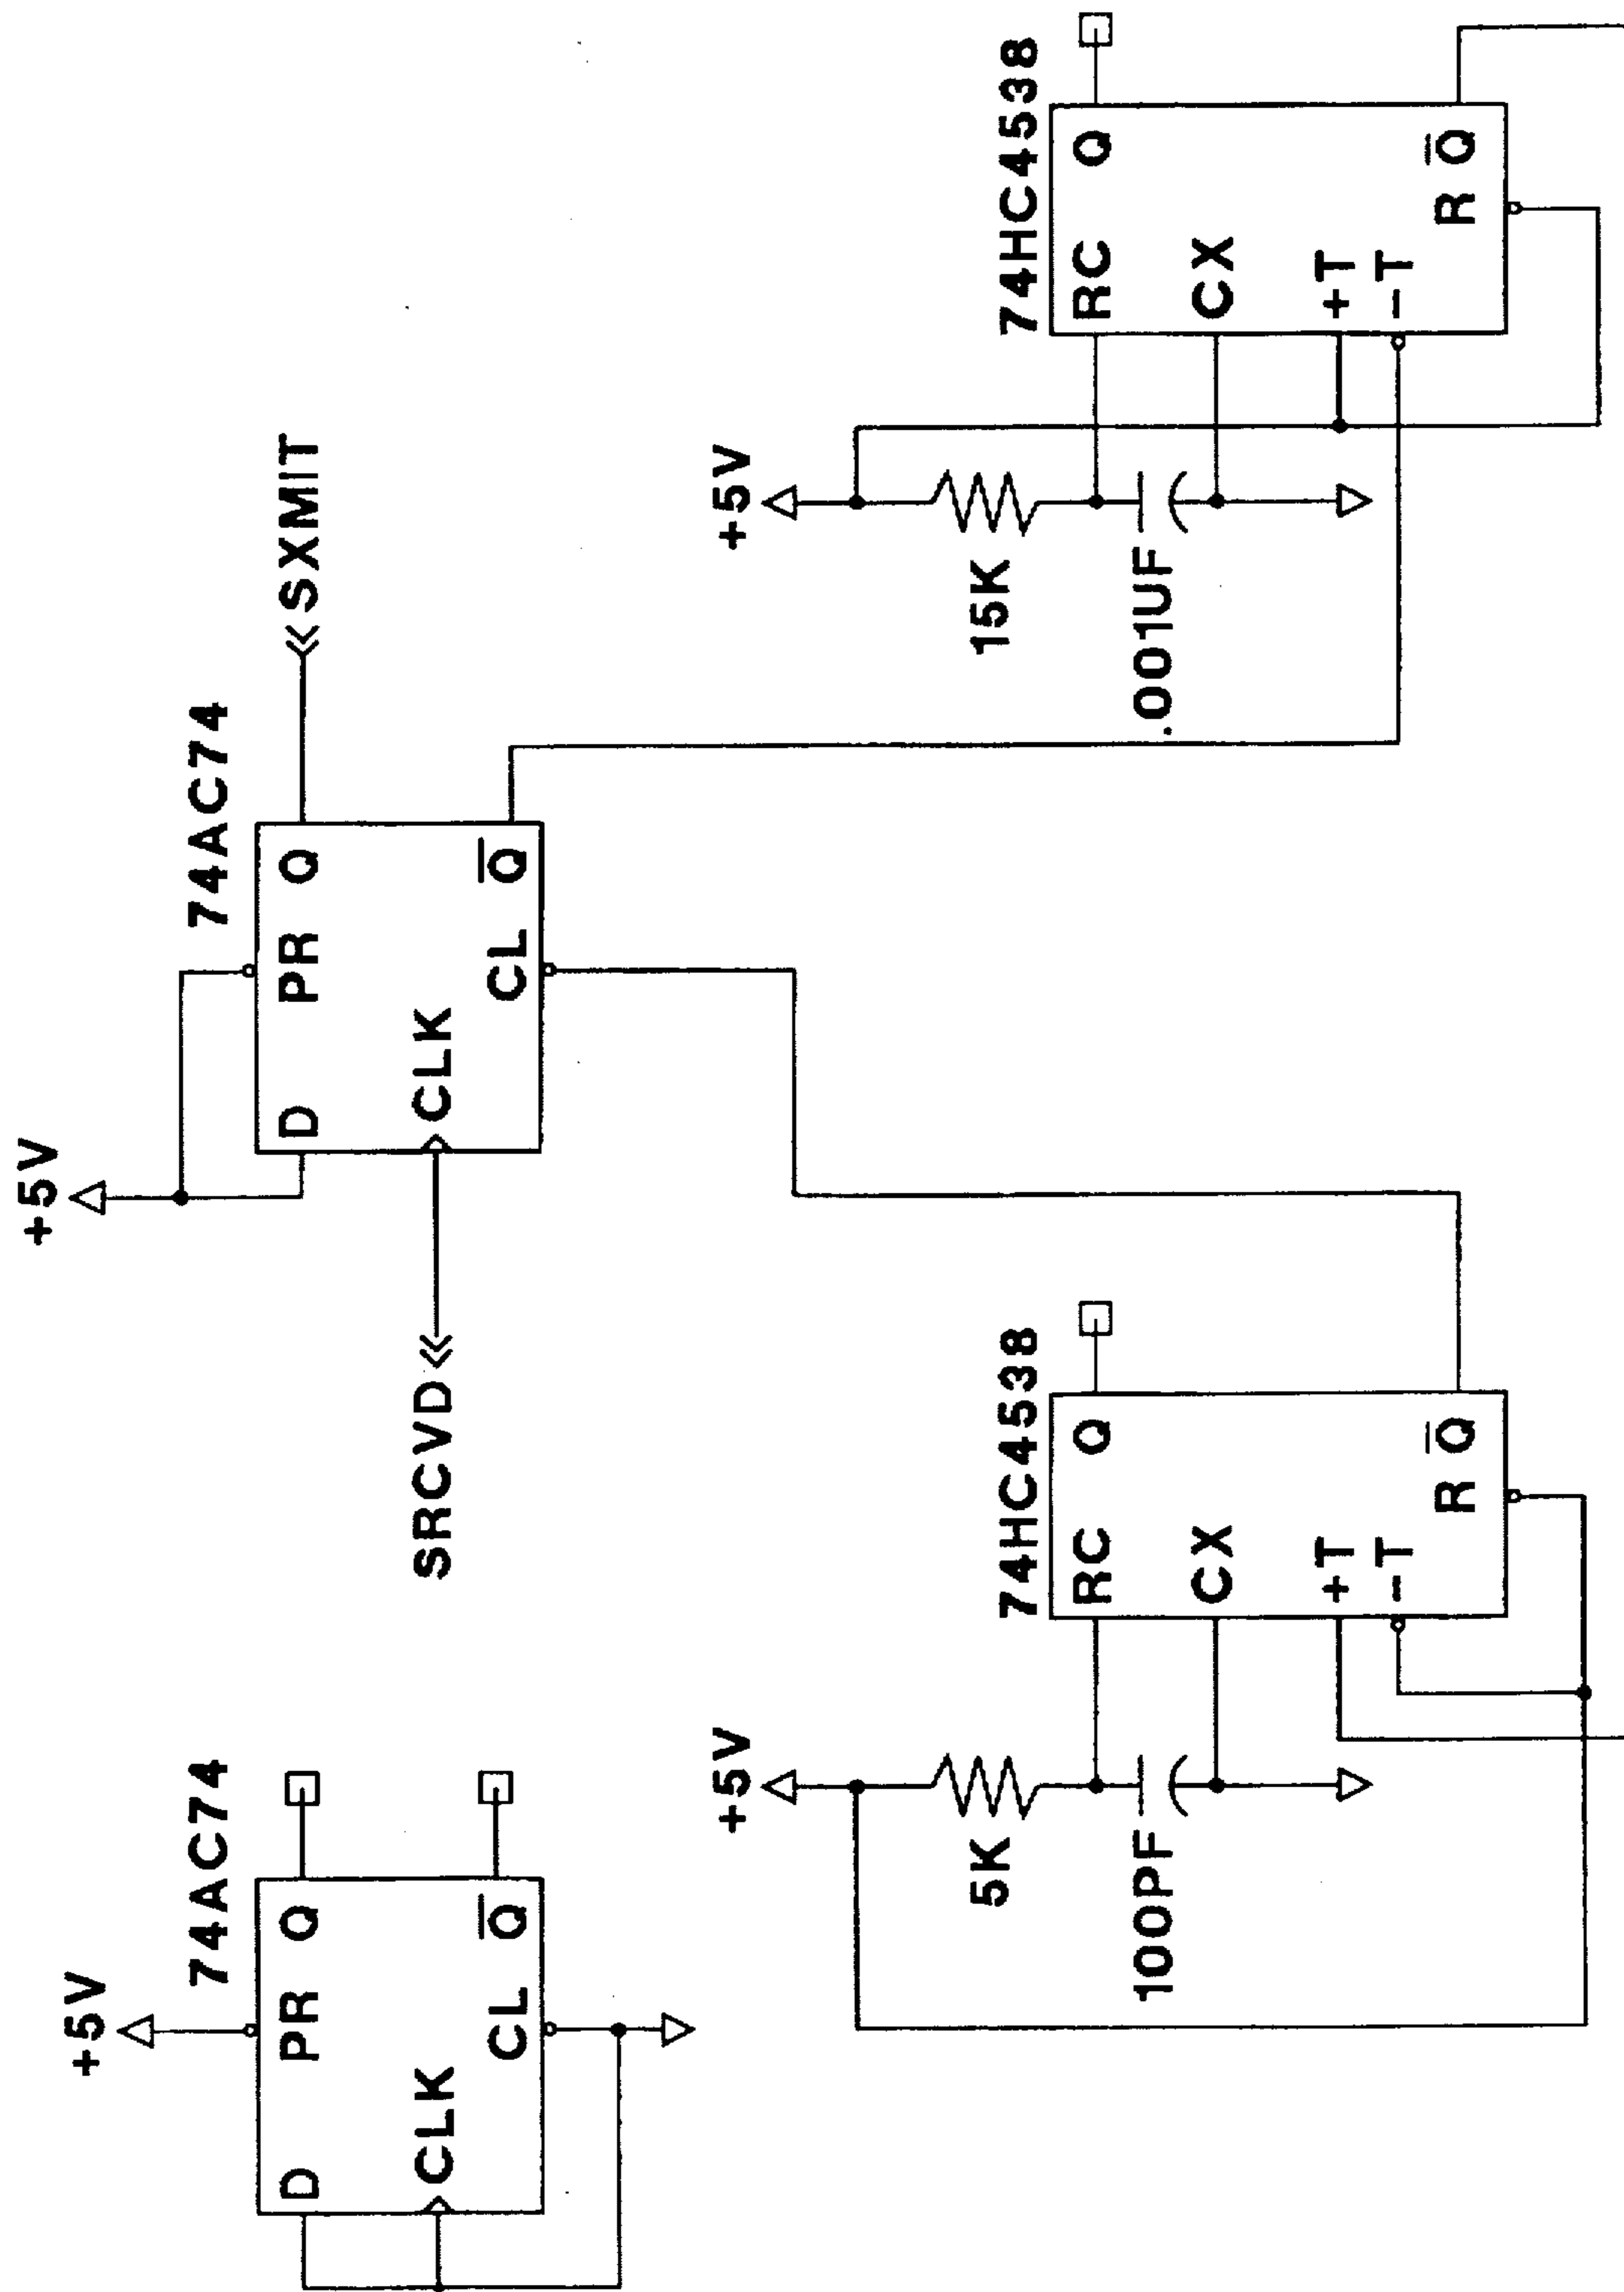 +5V
74AC74
D
PR
Q
CLK
CL
Q
+5V
74AC74
D
PR
Q
CLK
CL
Q
SRCVD
SXMIT
+5V
5K
100PF
74HC4538
RC
Q
CX
+T
-T
R
Q
+5V
15K
.001UF
74HC4538
RC
Q
CX
+T
-T
R
Q